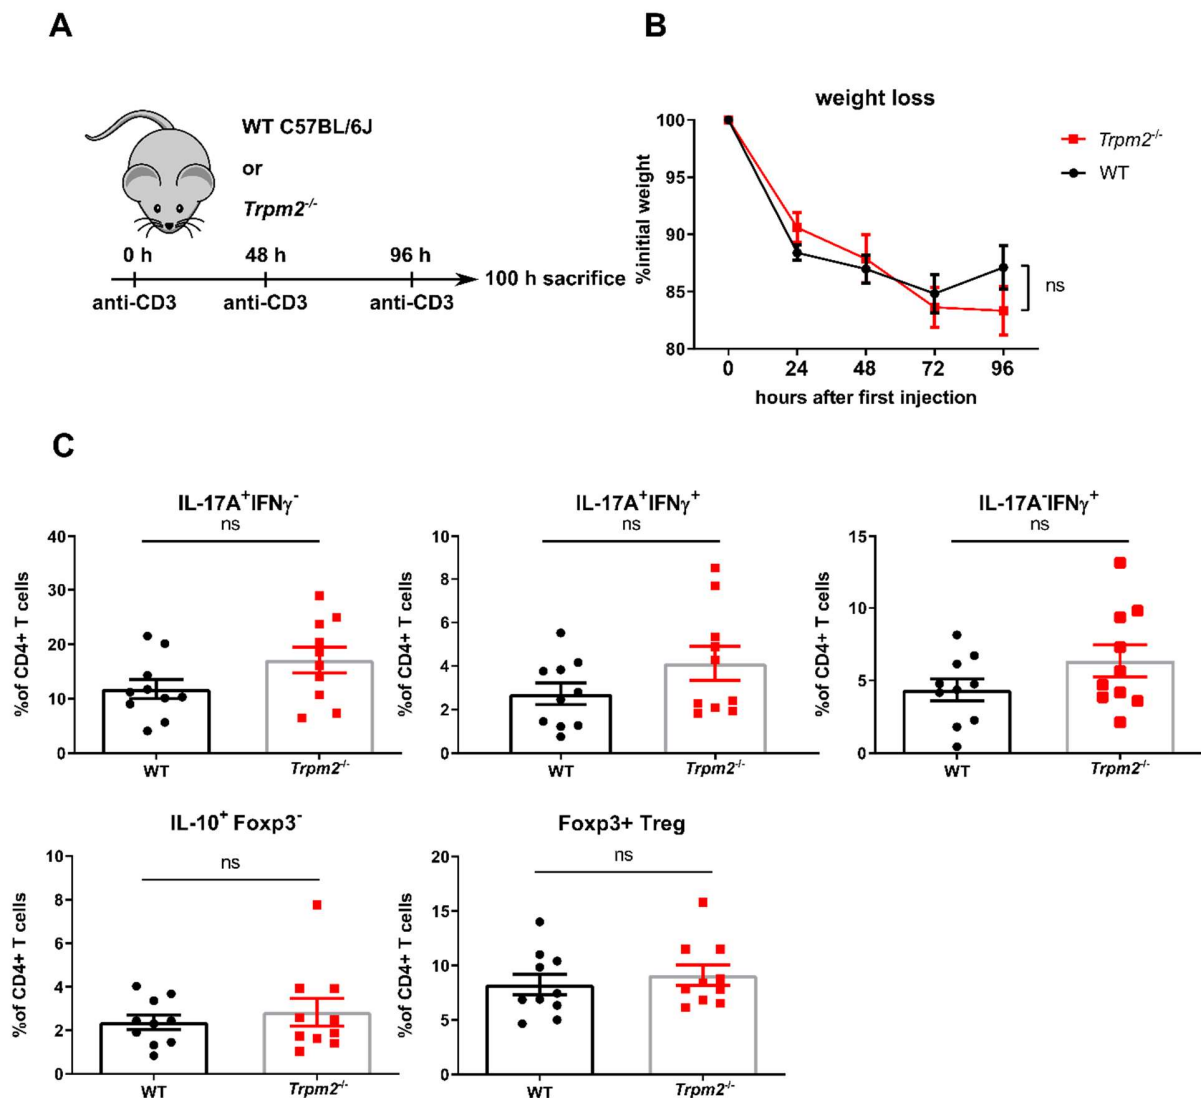 A
WT C57BL/6J
or
Trpm2-/-
0 h 48 h 96 h
100 h sacrifice
anti-CD3 anti-CD3 anti-CD3
B
weight loss
100
95
90
85
80
%initial weight
0 24 48 72 96
hours after first injection
Trpm2-/-
WT
ns
C
IL-17A+IFNγ-
ns
40
30
20
10
0
%of CD4+ T cells
WT Trpm2-/-
IL-17A+IFNγ+
ns
10
8
6
4
2
0
%of CD4+ T cells
WT Trpm2-/-
IL-17A-IFNγ+
ns
15
10
5
0
%of CD4+ T cells
WT Trpm2-/-
IL-10+ Foxp3-
ns
10
8
6
4
2
0
%of CD4+ T cells
WT Trpm2-/-
Foxp3+ Treg
ns
20
15
10
5
0
%of CD4+ T cells
WT Trpm2-/-